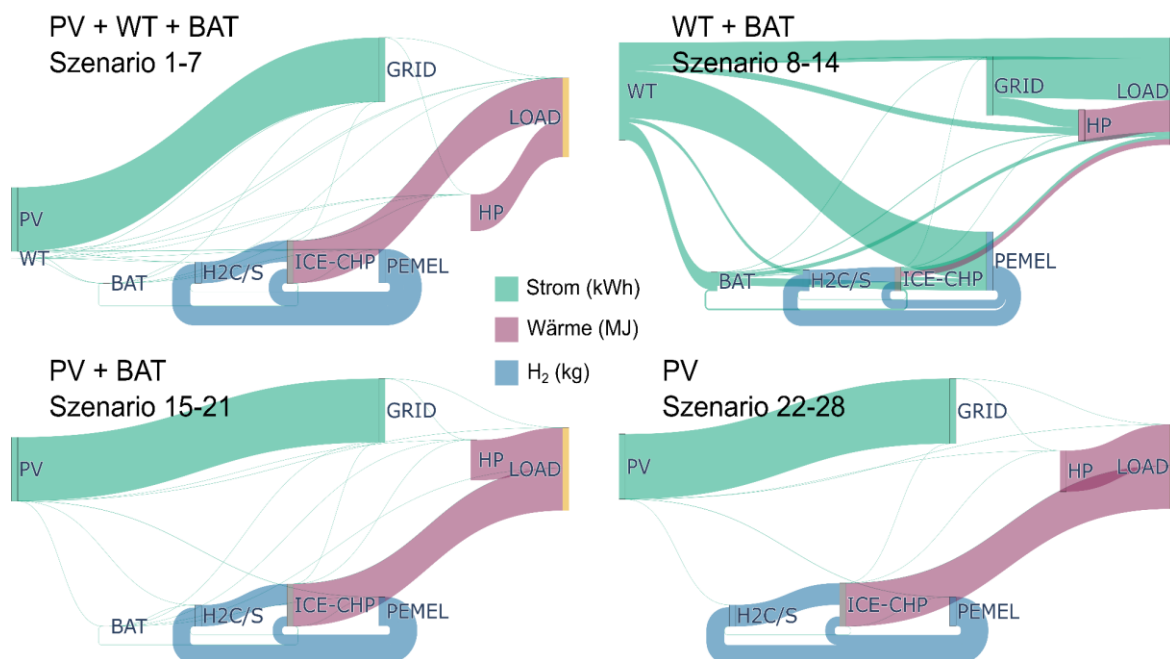 PV + WT + BAT
Szenario 1-7
GRID
LOAD
PV
HP
WT
BAT
H2C/S
ICE-CHP
PEMEL
WT + BAT
Szenario 8-14
WT
GRID
LOAD
HP
PEMEL
BAT
H2C/S
ICE-CHP
Strom (kWh)
Wärme (MJ)
H₂ (kg)
PV + BAT
Szenario 15-21
GRID
HP
LOAD
PV
ICE-CHP
PEMEL
H2C/S
BAT
PV
Szenario 22-28
GRID
HP
LOAD
PV
H2C/S
ICE-CHP
PEMEL